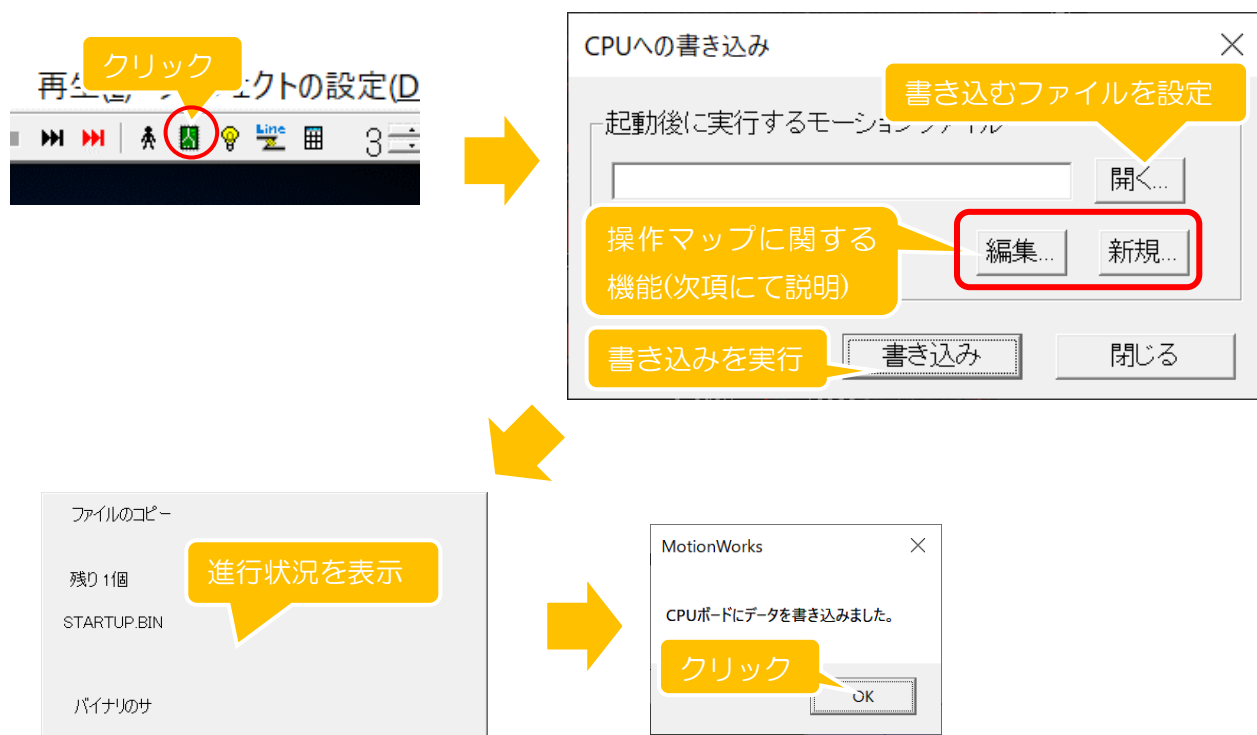 クリック
再生(P) ジェクトの設定(D
Line
3
CPUへの書き込み
書き込むファイルを設定
起動後に実行するモーションファイル
開く...
操作マップに関する
機能(次項にて説明)
編集...
新規...
書き込みを実行
書き込み
閉じる
ファイルのコピー
残り 1個
進行状況を表示
STARTUP.BIN
バイナリのサ
MotionWorks
CPUボードにデータを書き込みました。
クリック
OK